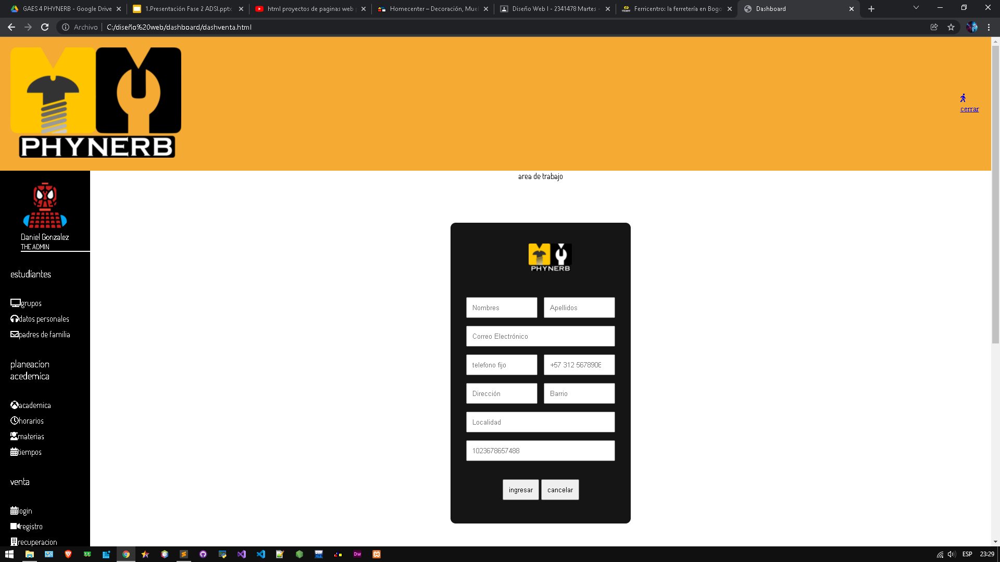 GAES 4 PHYNERB - Google Drive
1.Presentación Fase 2 ADSI.pptx
html proyectos de paginas web
Homecenter – Decoración, Mue
Diseño Web I - 2341478 Martes -
Ferricentro: la ferretería en Bogo
Dashboard
Archivo
C:/diseño%20web/dashboard/dashventa.html
PHYNERB
cerrar
area de trabajo
Daniel Gonzalez
THE ADMIN
estudiantes
grupos
datos personales
padres de familia
planeacion
acedemica
academica
horarios
materias
tiempos
venta
login
registro
recuperacion
PHYNERB
Nombres
Apellidos
Correo Electrónico
telefono fijo
+57 312 5678906
Dirección
Barrio
Localidad
1023678657488
ingresar
cancelar
Dw
ESP
23:29